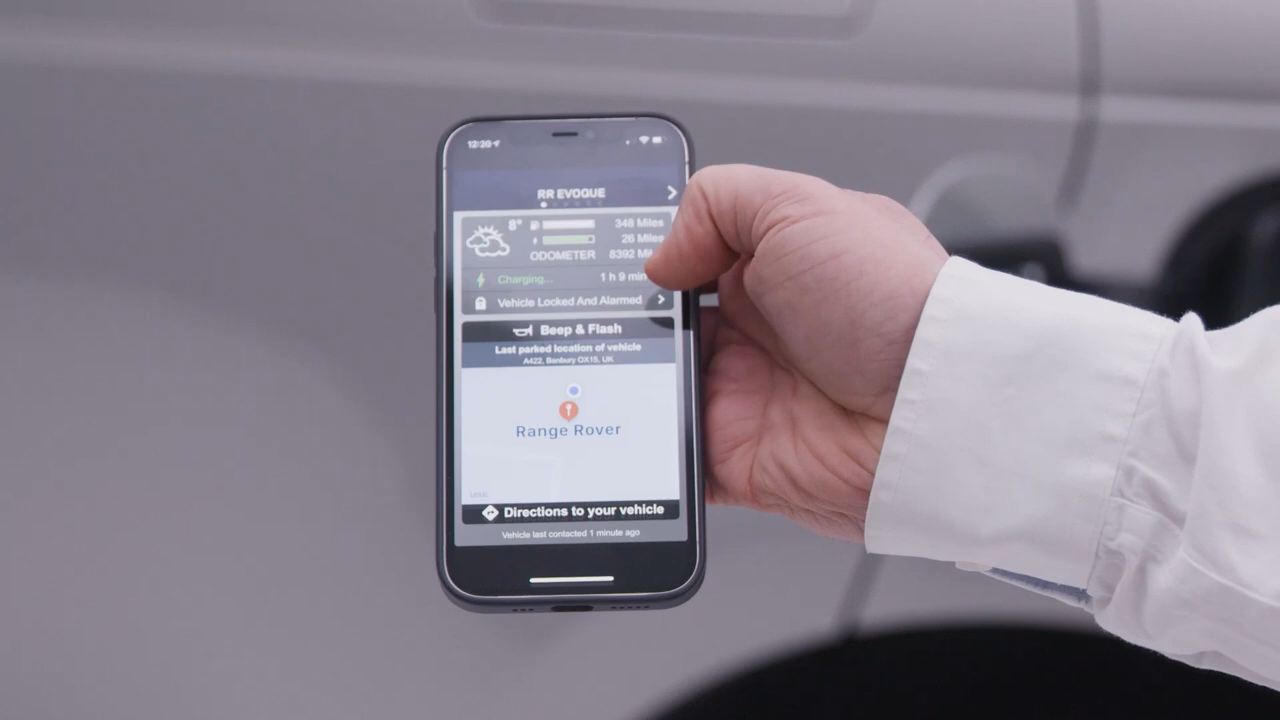 12:20
RR EVOQUE
8° 348 Miles
26 Miles
ODOMETER 8392
Charging... 1 h 9
Vehicle Locked And Alarmed
Beep & Flash
Last parked location of vehicle
A422, Banbury OX15, UK
Range Rover
Directions to your vehicle
Vehicle last contacted 1 minute ago